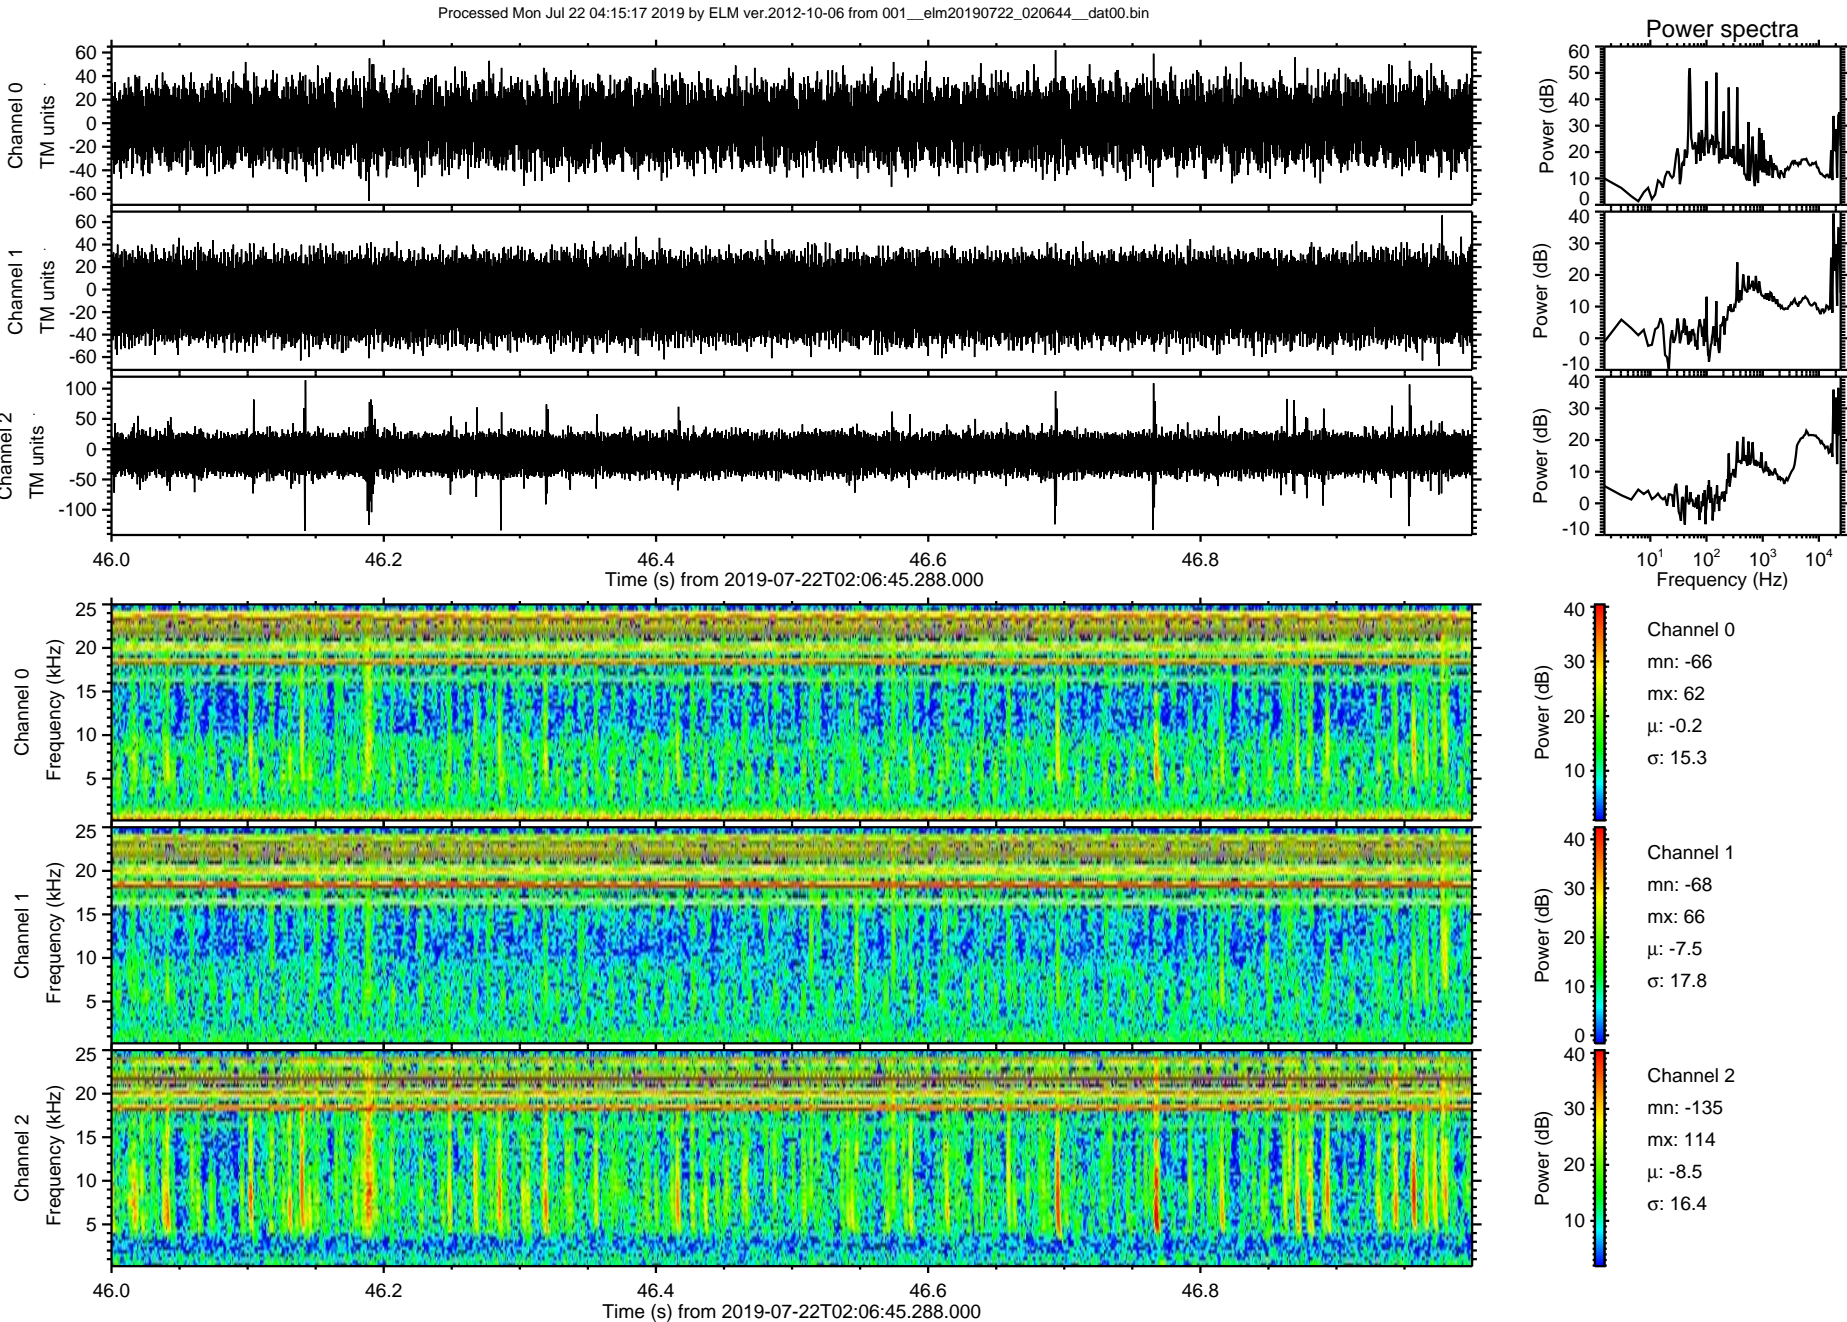 Processed Mon Jul 22 04:15:17 2019 by ELM ver.2012-10-06 from 001__elm20190722_020644__dat00.bin
Power spectra
Channel 0
TM units
60
40
20
0
-20
-40
-60
Power (dB)
60
50
40
30
20
10
0
Channel 1
TM units
60
40
20
0
-20
-40
-60
Power (dB)
40
30
20
10
0
-10
Channel 2
TM units
100
50
0
-50
-100
Power (dB)
40
30
20
10
0
-10
46.0 46.2 46.4 46.6 46.8
Time (s) from 2019-07-22T02:06:45.288.000
10^1 10^2 10^3 10^4
Frequency (Hz)
Channel 0
Frequency (kHz)
25
20
15
10
5
Power (dB)
40
30
20
10
Channel 0
mn: -66
mx: 62
μ: -0.2
σ: 15.3
Channel 1
Frequency (kHz)
25
20
15
10
5
Power (dB)
40
30
20
10
0
Channel 1
mn: -68
mx: 66
μ: -7.5
σ: 17.8
Channel 2
Frequency (kHz)
25
20
15
10
5
Power (dB)
40
30
20
10
Channel 2
mn: -135
mx: 114
μ: -8.5
σ: 16.4
46.0 46.2 46.4 46.6 46.8
Time (s) from 2019-07-22T02:06:45.288.000